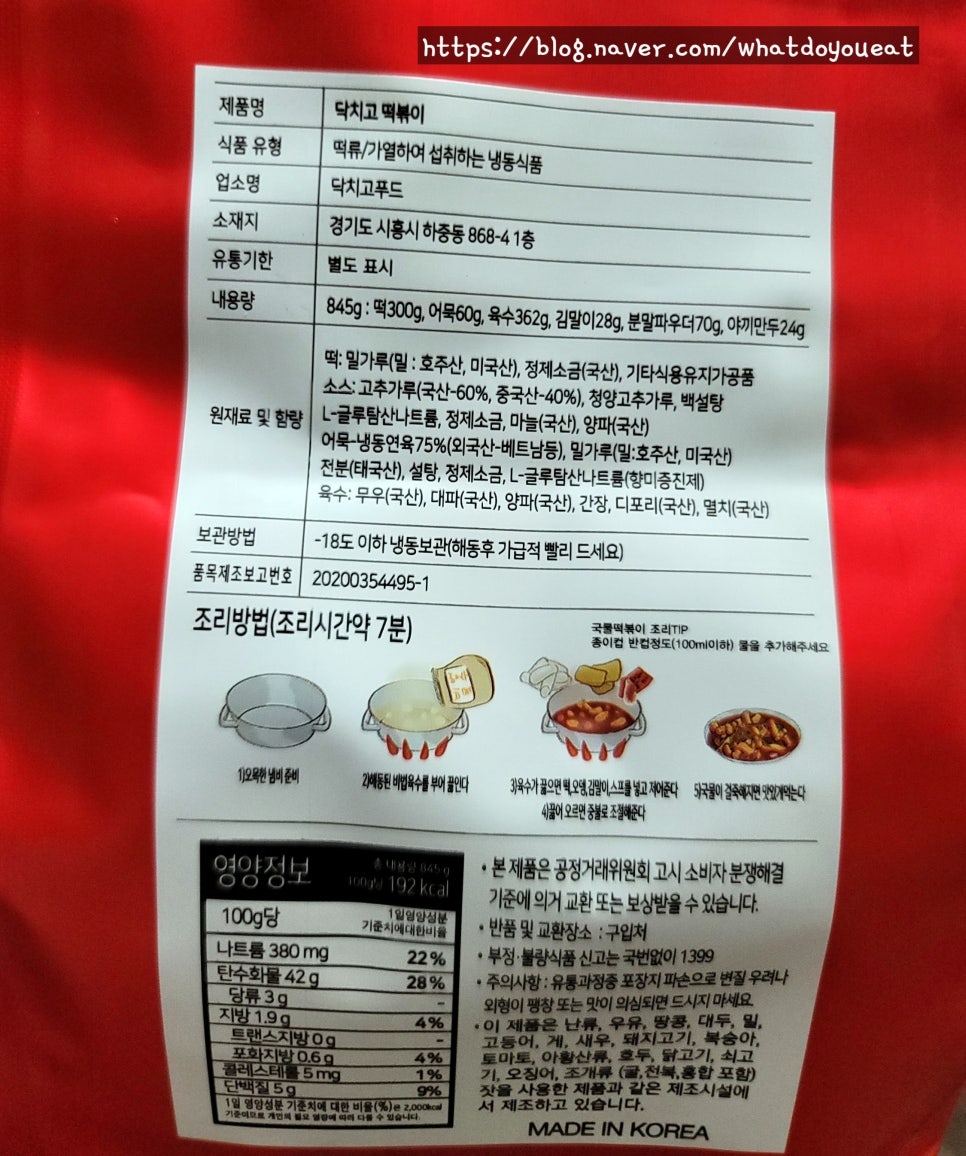 https://blog.naver.com/whatdoyoueat
제품명 닥치고 떡볶이
식품 유형 떡류/가열하여 섭취하는 냉동식품
업소명 닥치고푸드
소재지 경기도 시흥시 하중동 868-4 1층
유통기한 별도 표시
내용량 845g : 떡300g, 어묵60g, 육수362g, 김말이28g, 분말파우더70g, 야끼만두24g
원재료 및 함량
떡: 밀가루(밀 : 호주산, 미국산), 정제소금(국산), 기타식용유지가공품
소스: 고추가루(국산-60%, 중국산-40%), 청양고추가루, 백설탕
L-글루탐산나트륨, 정제소금, 마늘(국산), 양파(국산)
어묵-냉동연육75%(외국산-베트남등), 밀가루(밀:호주산, 미국산)
전분(태국산), 설탕, 정제소금, L-글루탐산나트륨(향미증진제)
육수: 무우(국산), 대파(국산), 양파(국산), 간장, 디포리(국산), 멸치(국산)
보관방법 -18도 이하 냉동보관(해동후 가급적 빨리 드세요)
품목제조보고번호 20200354495-1
조리방법(조리시간약 7분)
국물떡볶이 조리TIP
종이컵 반컵정도(100ml이하) 물을 추가해주세요
1)오목한 냄비 준비
2)해동된 비법육수를 부어 끓인다
3)육수가 끓으면 떡,오뎅,김말이,스프를 넣고 저어준다
4)끓어 오르면 중불로 조절해준다
5)국물이 걸죽해지면 맛있게먹는다
영양정보
총 내용량 845 g
100g당 192 kcal
100g당 1일영양성분
기준치에대한비율
나트륨 380 mg 22 %
탄수화물 42 g 28 %
당류 3 g -
지방 1.9 g 4 %
트랜스지방 0 g -
포화지방 0.6 g 4 %
콜레스테롤 5 mg 1 %
단백질 5 g 9%
1일 영양성분 기준치에 대한 비율(%)은 2,000kcal
기준이므로 개인의 필요 열량에 따라 다를 수 있습니다.
• 본 제품은 공정거래위원회 고시 소비자 분쟁해결
기준에 의거 교환 또는 보상받을 수 있습니다.
• 반품 및 교환장소 : 구입처
• 부정·불량식품 신고는 국번없이 1399
• 주의사항 : 유통과정중 포장지 파손으로 변질 우려나
외형이 팽창 또는 맛이 의심되면 드시지 마세요.
• 이 제품은 난류, 우유, 땅콩, 대두, 밀,
고등어, 게, 새우, 돼지고기, 복숭아,
토마토, 아황산류, 호두, 닭고기, 쇠고
기, 오징어, 조개류 (굴,전복,홍합 포함)
잣을 사용한 제품과 같은 제조시설에
서 제조하고 있습니다.
MADE IN KOREA